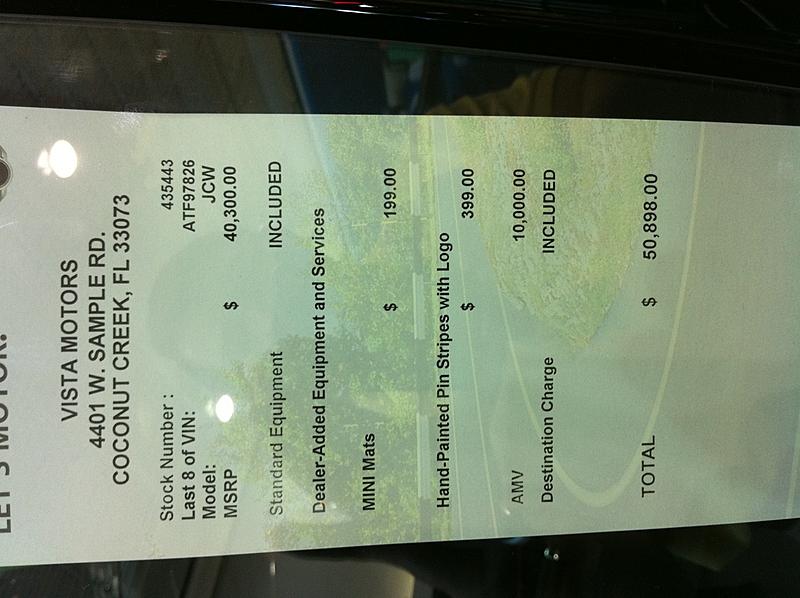 LET'S MOTOR.
VISTA MOTORS
4401 W. SAMPLE RD.
COCONUT CREEK, FL 33073
Stock Number : 435443
Last 8 of VIN: ATF97826
Model: JCW
MSRP $ 40,300.00
Standard Equipment INCLUDED
Dealer-Added Equipment and Services
MINI Mats $ 199.00
Hand-Painted Pin Stripes with Logo
$ 399.00
AMV 10,000.00
Destination Charge INCLUDED
TOTAL $ 50,898.00